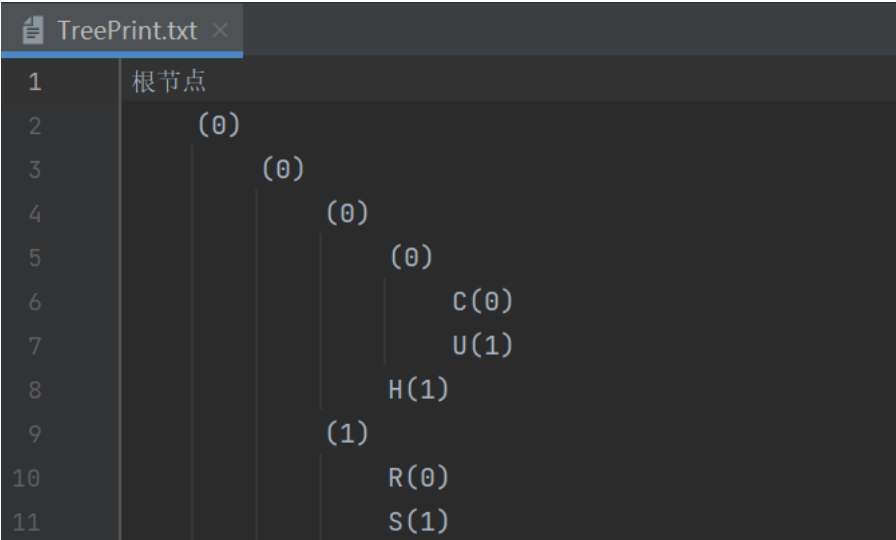 TreePrint.txt
1 根节点
2 (0)
3 (0)
4 (0)
5 (0)
6 C(0)
7 U(1)
8 H(1)
9 (1)
10 R(0)
11 S(1)